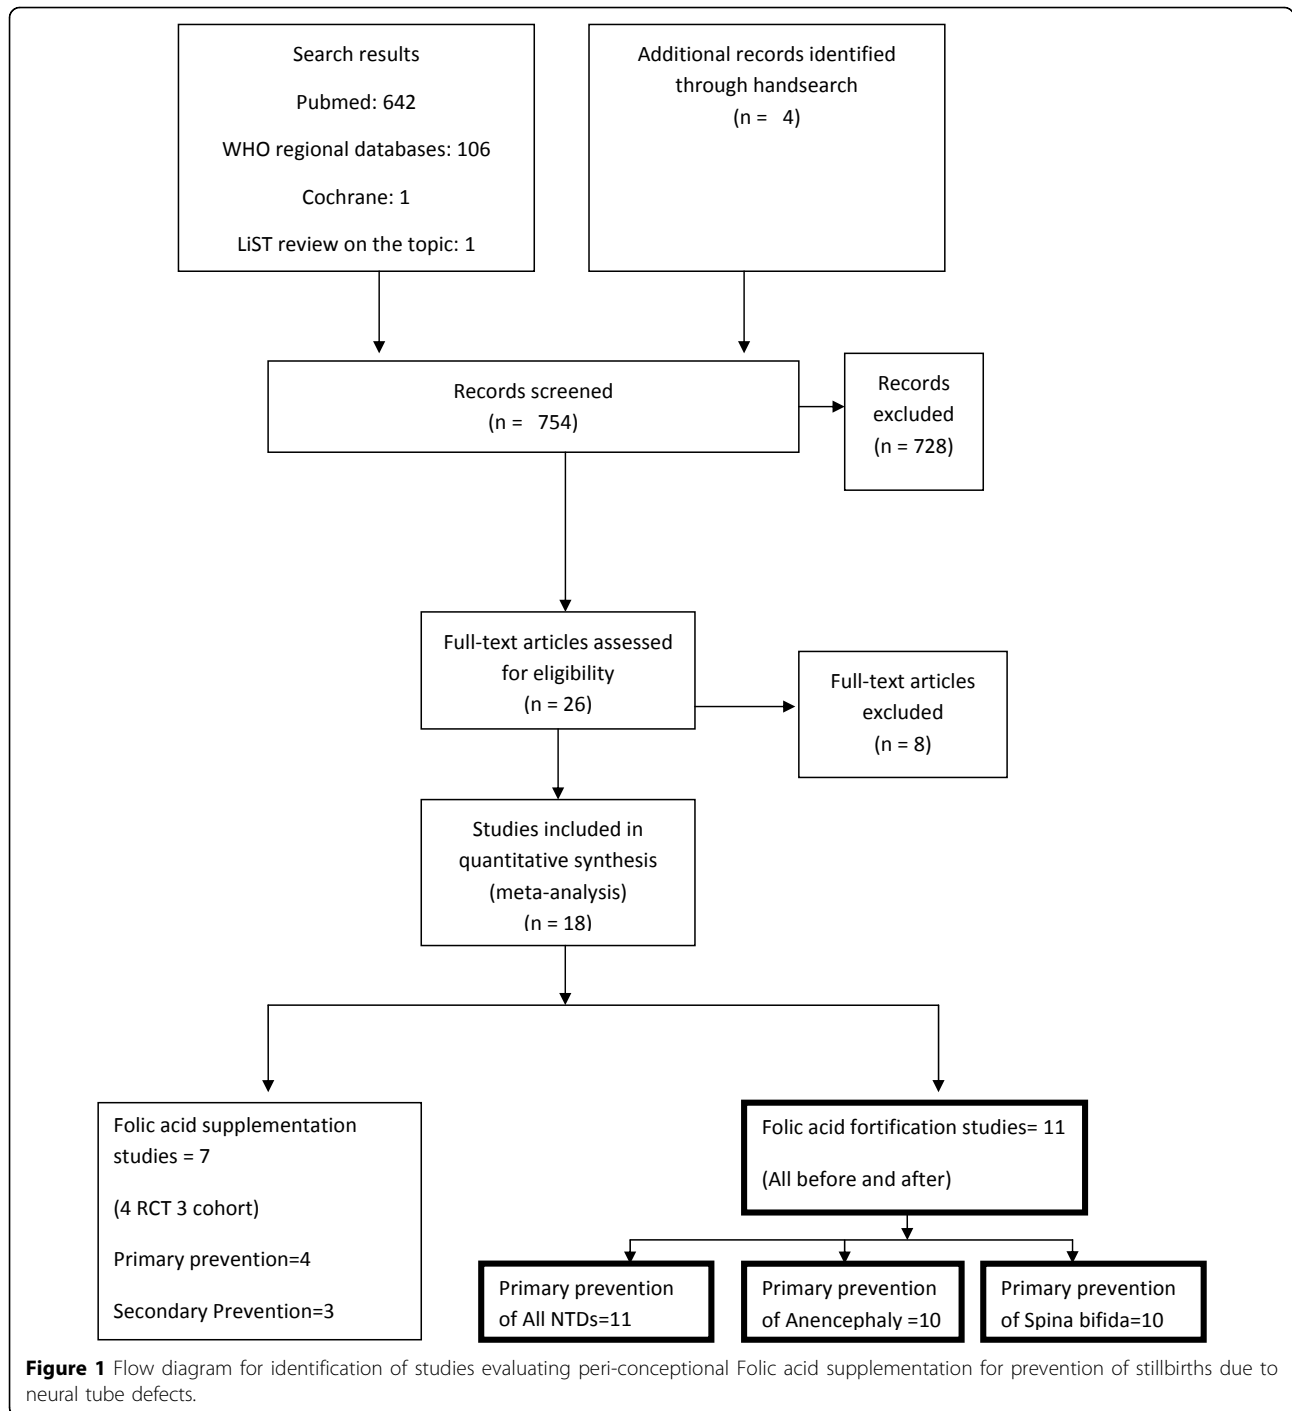 Search results
Pubmed: 642
WHO regional databases: 106
Cochrane: 1
LiST review on the topic: 1
Additional records identified
through handsearch
(n = 4)
Records screened
(n = 754)
Records
excluded
(n = 728)
Full-text articles assessed
for eligibility
(n = 26)
Full-text articles
excluded
(n = 8)
Studies included in
quantitative synthesis
(meta-analysis)
(n = 18)
Folic acid supplementation
studies = 7
(4 RCT 3 cohort)
Primary prevention=4
Secondary Prevention=3
Folic acid fortification studies= 11
(All before and after)
Primary prevention
of All NTDs=11
Primary prevention
of Anencephaly =10
Primary prevention
of Spina bifida=10
Figure 1 Flow diagram for identification of studies evaluating peri-conceptional Folic acid supplementation for prevention of stillbirths due to
neural tube defects.